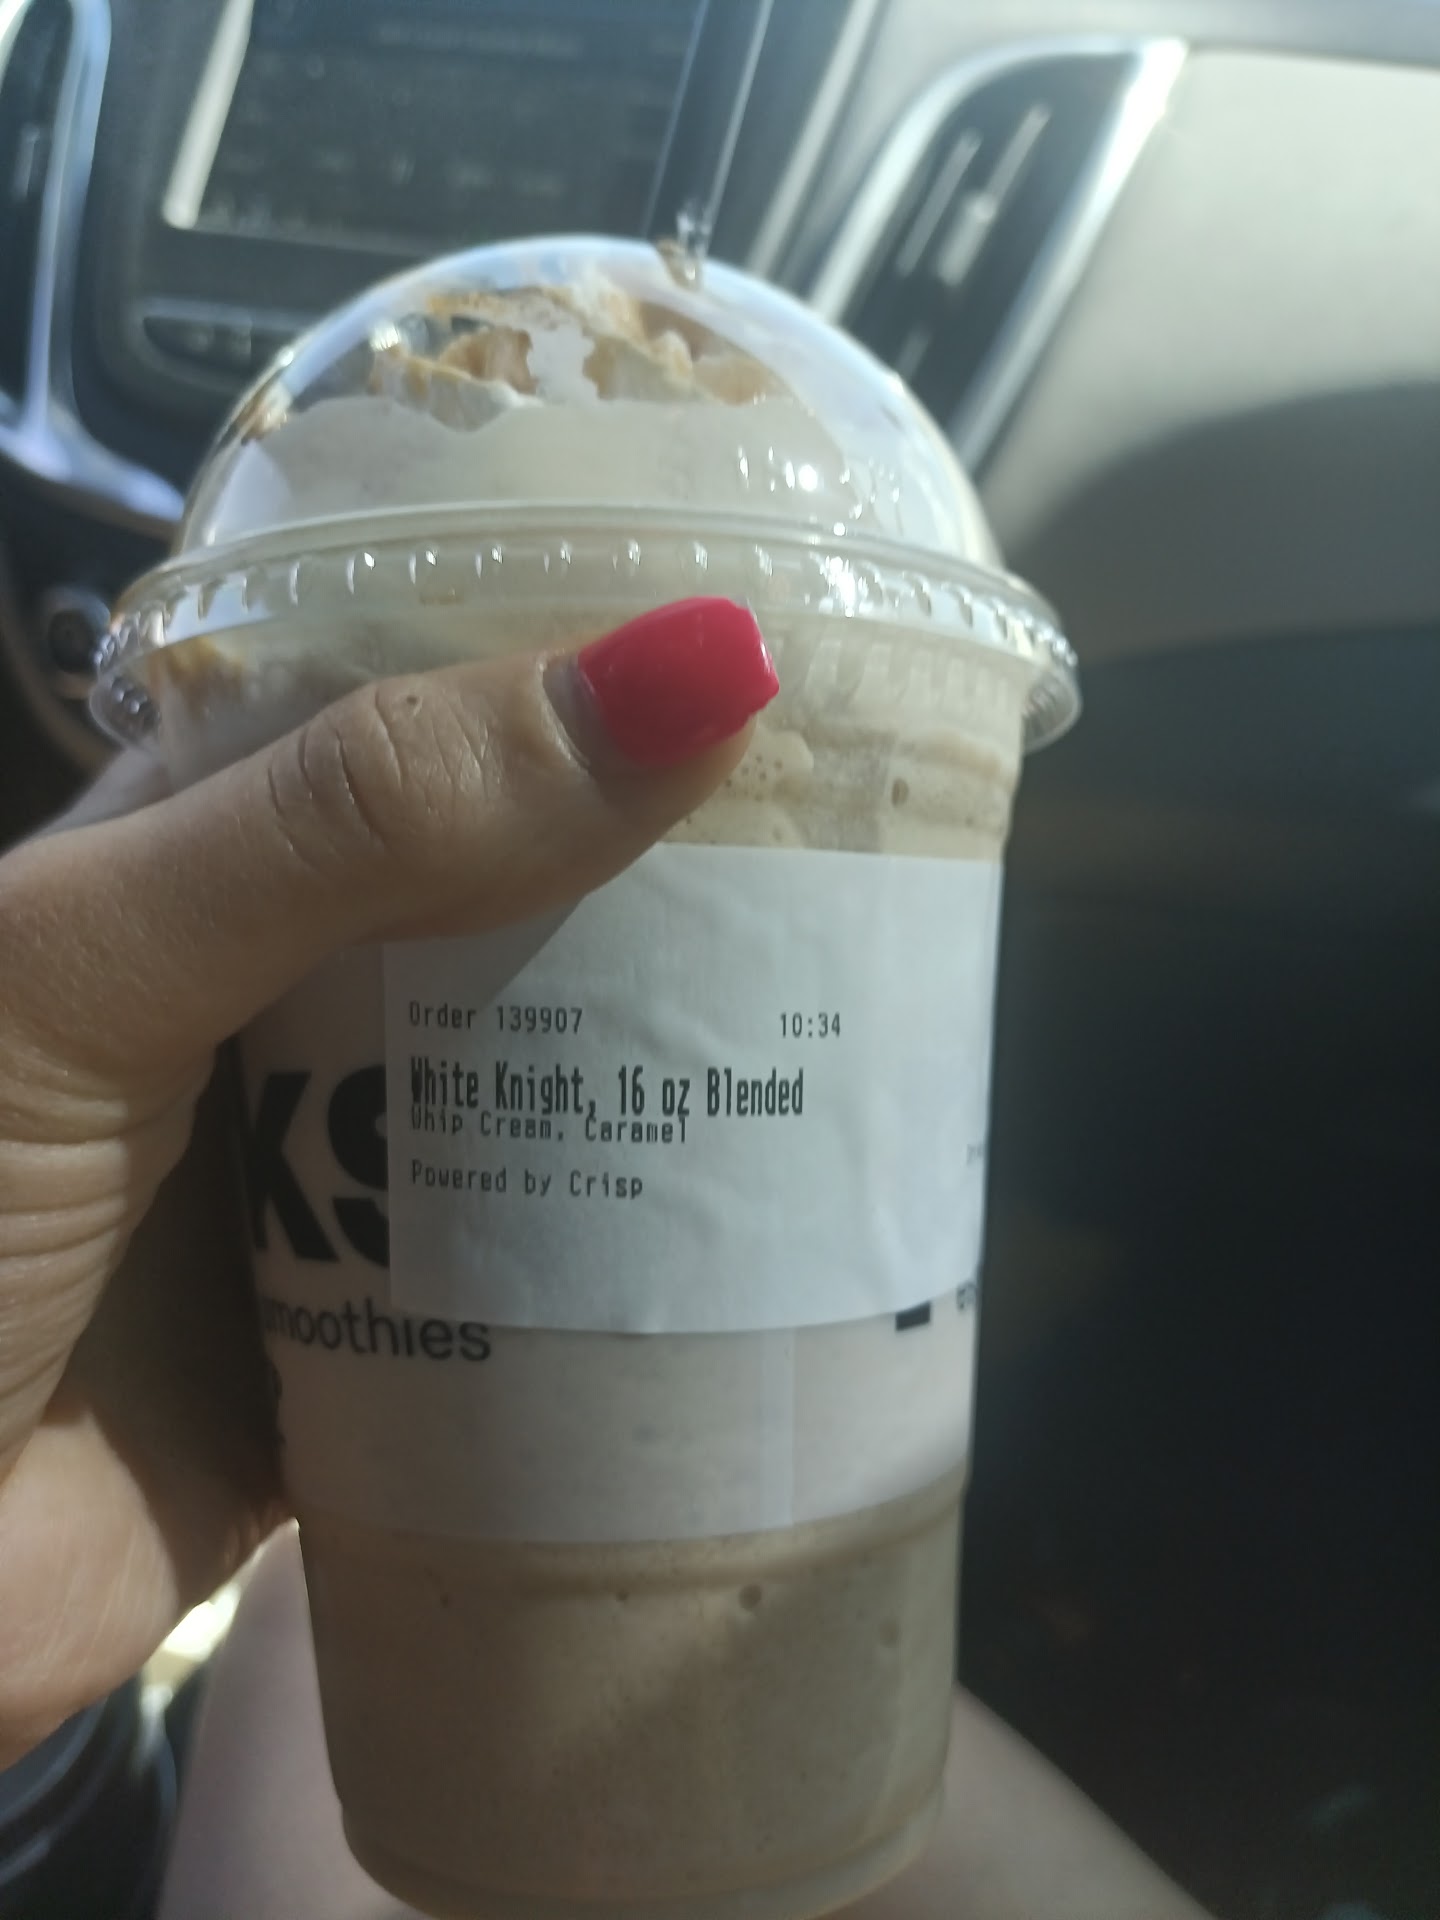 Order 139907 10:34
White Knight, 16 oz Blended
Whip Cream, Caramel
Powered by Crisp
KS
smoothies